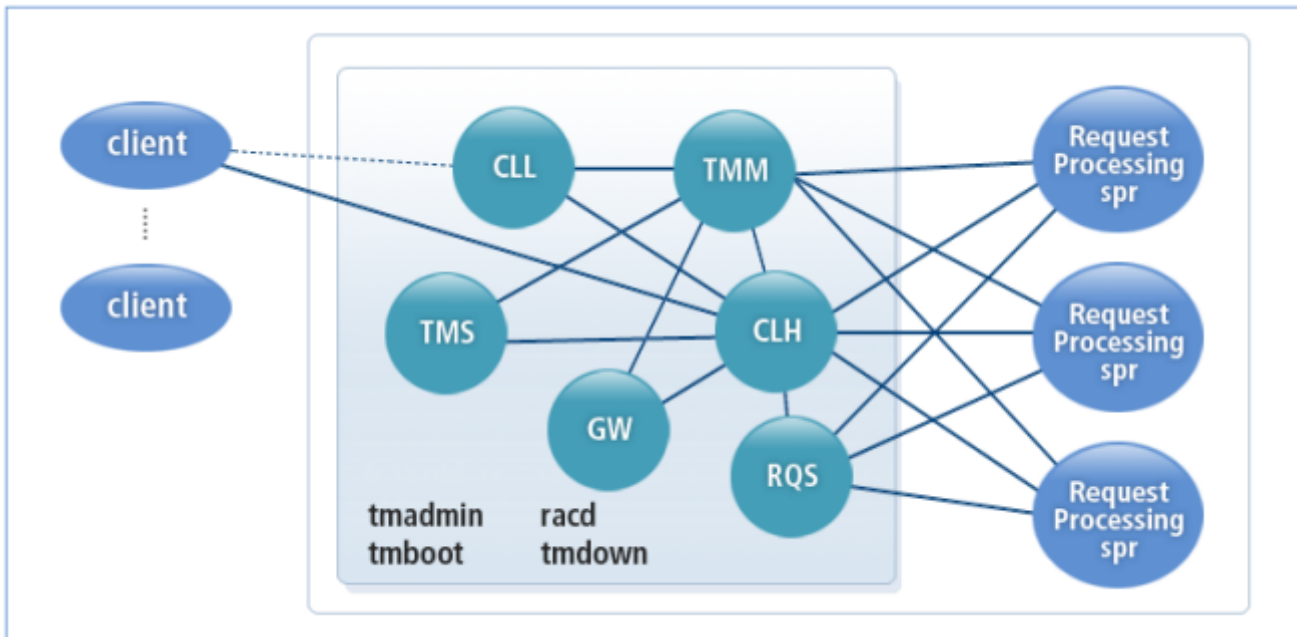 client
client
CLL
TMM
TMS
CLH
GW
RQS
tmadmin
racd
tmboot
tmdown
Request
Processing
spr
Request
Processing
spr
Request
Processing
spr